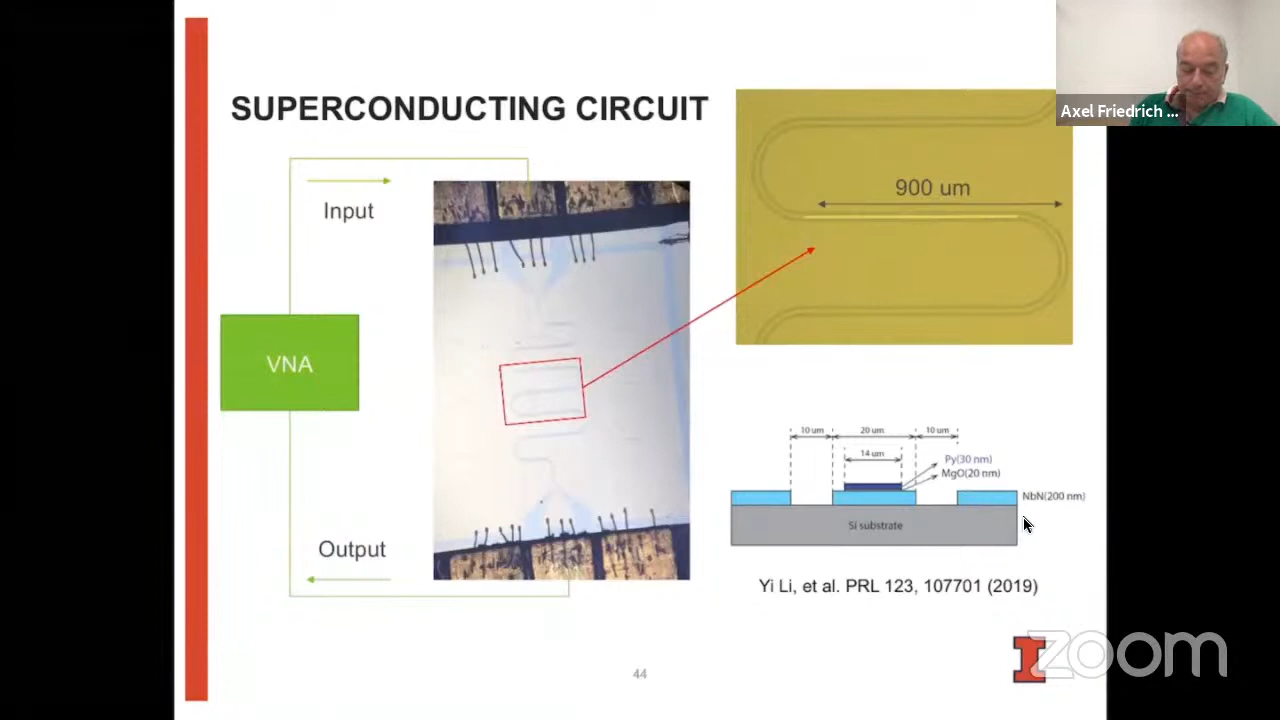 SUPERCONDUCTING CIRCUIT
Axel Friedrich ...
Input
900 um
VNA
10 um
20 um
10 um
14 um
Py(30 nm)
MgO(20 nm)
NbN(200 nm)
Si substrate
Output
Yi Li, et al. PRL 123, 107701 (2019)
44
I
zoom